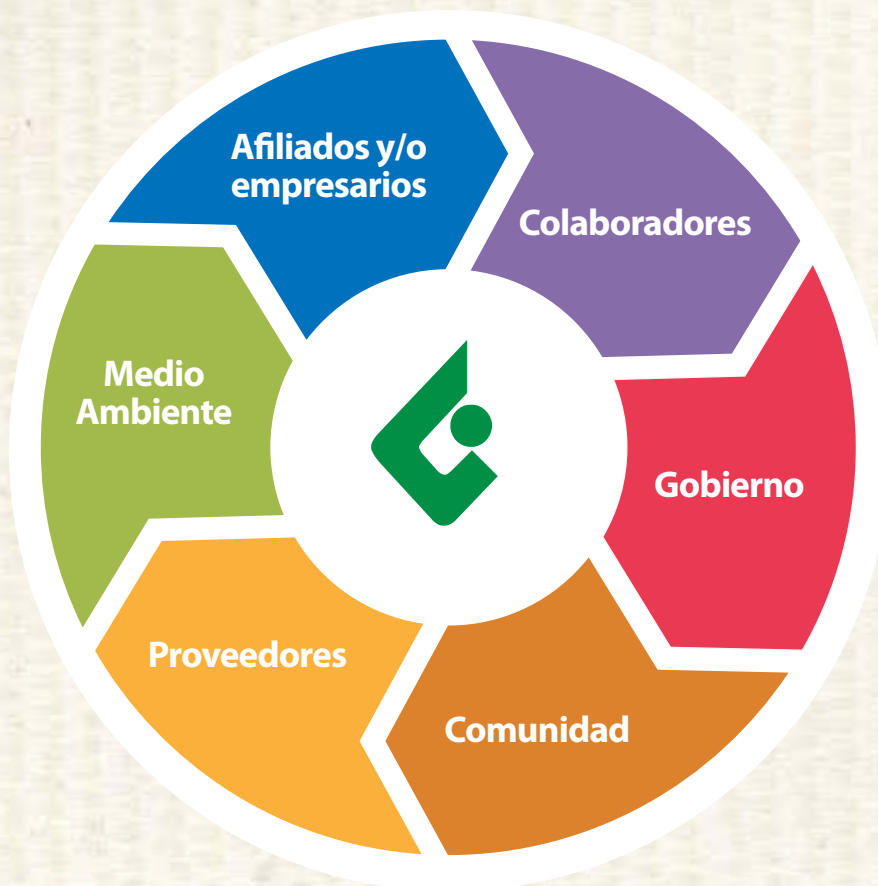 Afiliados y/o
empresarios
Colaboradores
Gobierno
Comunidad
Proveedores
Medio
Ambiente